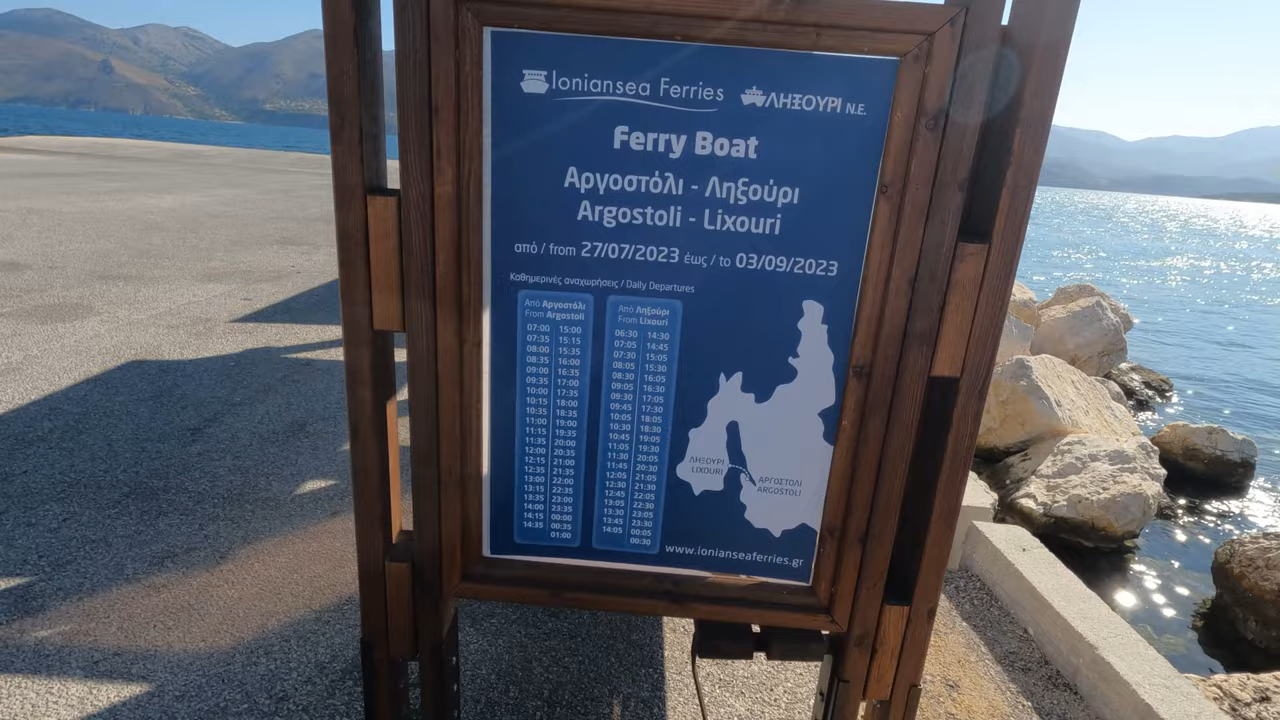 Ioniansea Ferries ΛΗΞΟΥΡΙ Ν.Ε.
Ferry Boat
Αργοστόλι - Ληξούρι
Argostoli - Lixouri
από / from 27/07/2023 έως / to 03/09/2023
Καθημερινές αναχωρήσεις / Daily Departures
Από Αργοστόλι
From Argostoli
07:00 15:00
07:35 15:15
08:00 15:35
08:35 16:00
09:00 16:35
09:35 17:00
10:00 17:35
10:15 18:00
10:35 18:35
11:00 19:00
11:15 19:35
11:35 20:00
12:00 20:35
12:15 21:00
12:35 21:35
13:00 22:00
13:15 22:35
13:35 23:00
14:00 23:35
14:15 00:00
14:35 00:35
01:00
Από Ληξούρι
From Lixouri
06:30 14:30
07:05 14:45
07:30 15:05
08:05 15:30
08:30 16:05
09:05 16:30
09:30 17:05
09:45 17:30
10:05 18:05
10:30 18:30
10:45 19:05
11:05 19:30
11:30 20:05
11:45 20:30
12:05 21:05
12:30 21:30
12:45 22:05
13:05 22:30
13:30 23:05
13:45 23:30
14:05 00:05
00:30
ΛΗΞΟΥΡΙ
LIXOURI
ΑΡΓΟΣΤΟΛΙ
ARGOSTOLI
www.ionianseaferries.gr